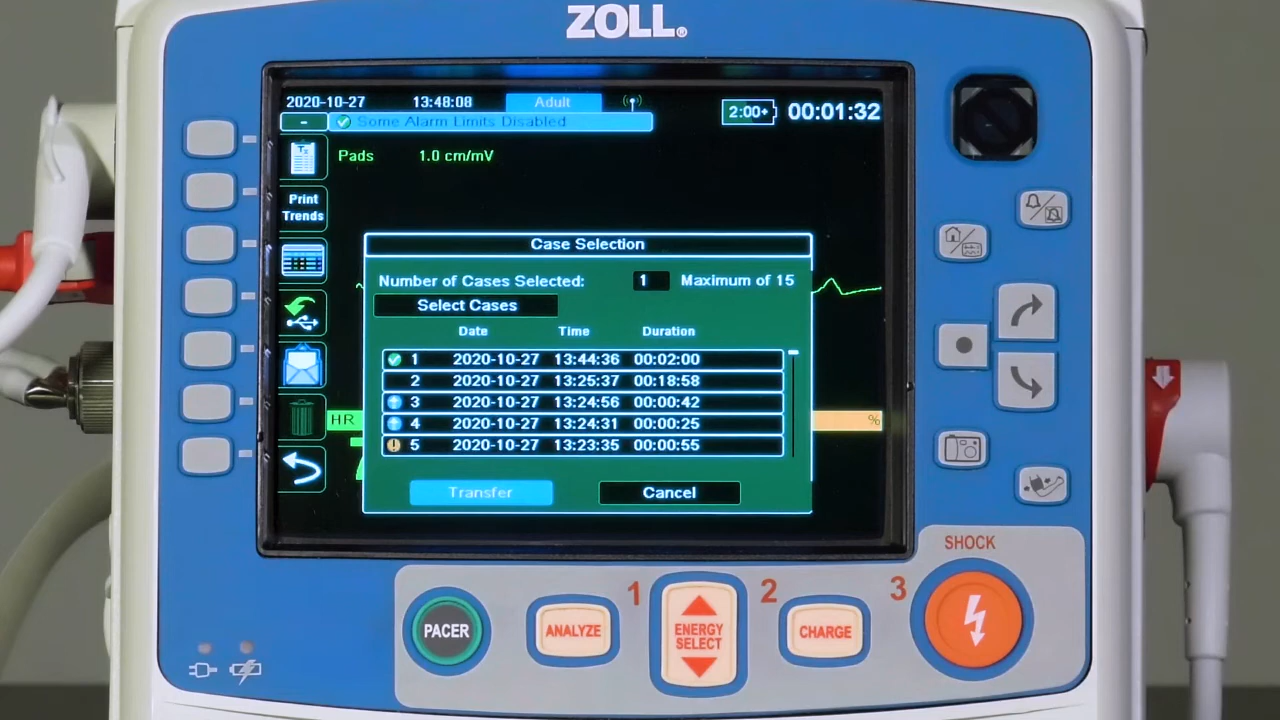 ZOLL®
2020-10-27 13:48:08 Adult 2:00+ 00:01:32
- Some Alarm Limits Disabled
Pads 1.0 cm/mV
Print
Trends
Case Selection
Number of Cases Selected: 1 Maximum of 15
Select Cases
Date Time Duration
1 2020-10-27 13:44:36 00:02:00
2 2020-10-27 13:25:37 00:18:58
3 2020-10-27 13:24:56 00:00:42
4 2020-10-27 13:24:31 00:00:25
! 5 2020-10-27 13:23:35 00:00:55
HR %
Transfer Cancel
SHOCK
1 2 3
PACER ANALYZE ENERGY SELECT CHARGE